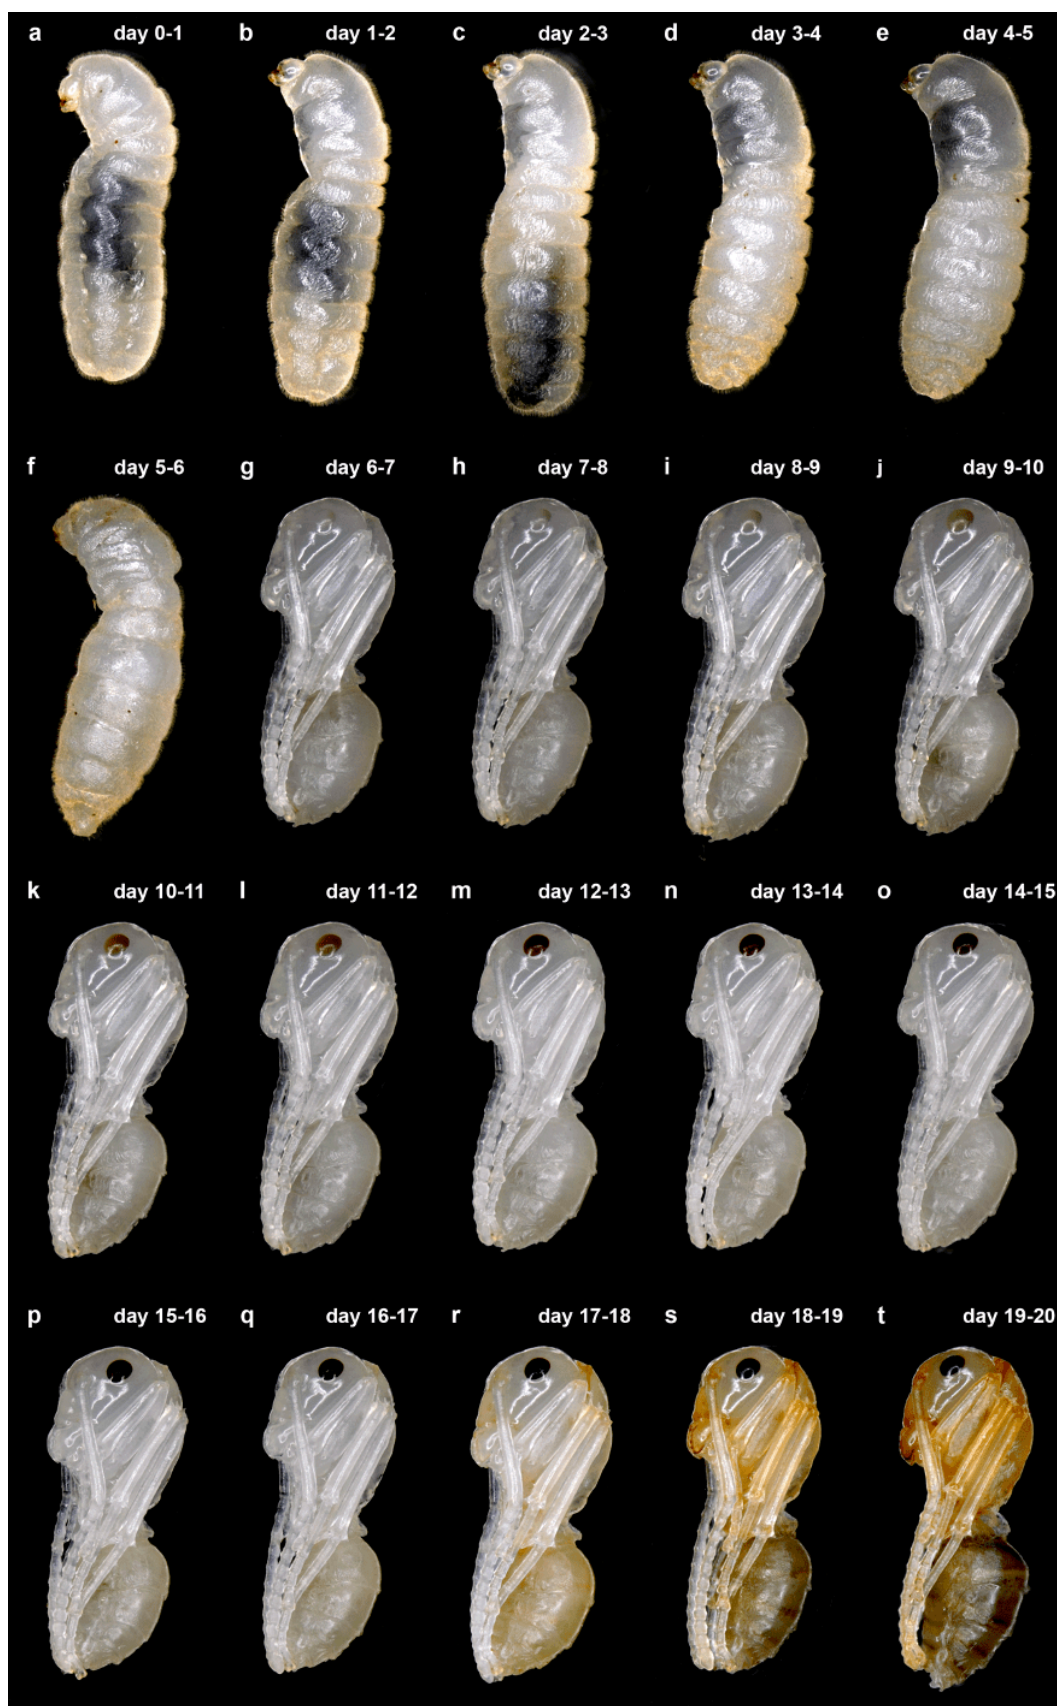 a day 0-1 b day 1-2 c day 2-3 d day 3-4 e day 4-5
f day 5-6 g day 6-7 h day 7-8 i day 8-9 j day 9-10
k day 10-11 l day 11-12 m day 12-13 n day 13-14 o day 14-15
p day 15-16 q day 16-17 r day 17-18 s day 18-19 t day 19-20